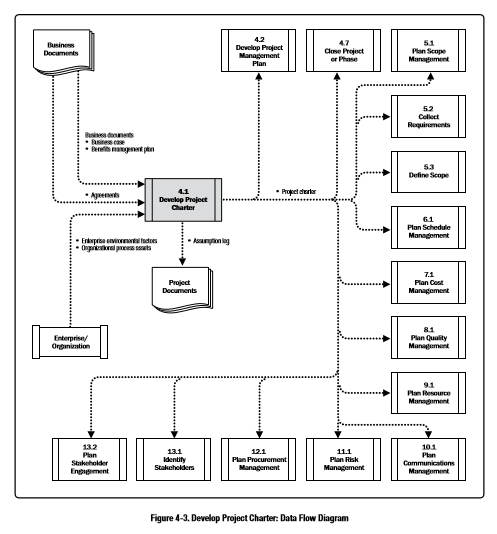 Business
Documents
4.2
Develop Project
Management
Plan
4.7
Close Project
or Phase
5.1
Plan Scope
Management
5.2
Collect
Requirements
Business documents
• Business case
• Benefits management plan
5.3
Define Scope
4.1
Develop Project
Charter
• Agreements
• Project charter
6.1
Plan Schedule
Management
• Enterprise environmental factors
• Organizational process assets
• Assumption log
Project
Documents
7.1
Plan Cost
Management
Enterprise/
Organization
8.1
Plan Quality
Management
9.1
Plan Resource
Management
13.2
Plan
Stakeholder
Engagement
13.1
Identify
Stakeholders
12.1
Plan Procurement
Management
11.1
Plan Risk
Management
10.1
Plan
Communications
Management
Figure 4-3. Develop Project Charter: Data Flow Diagram